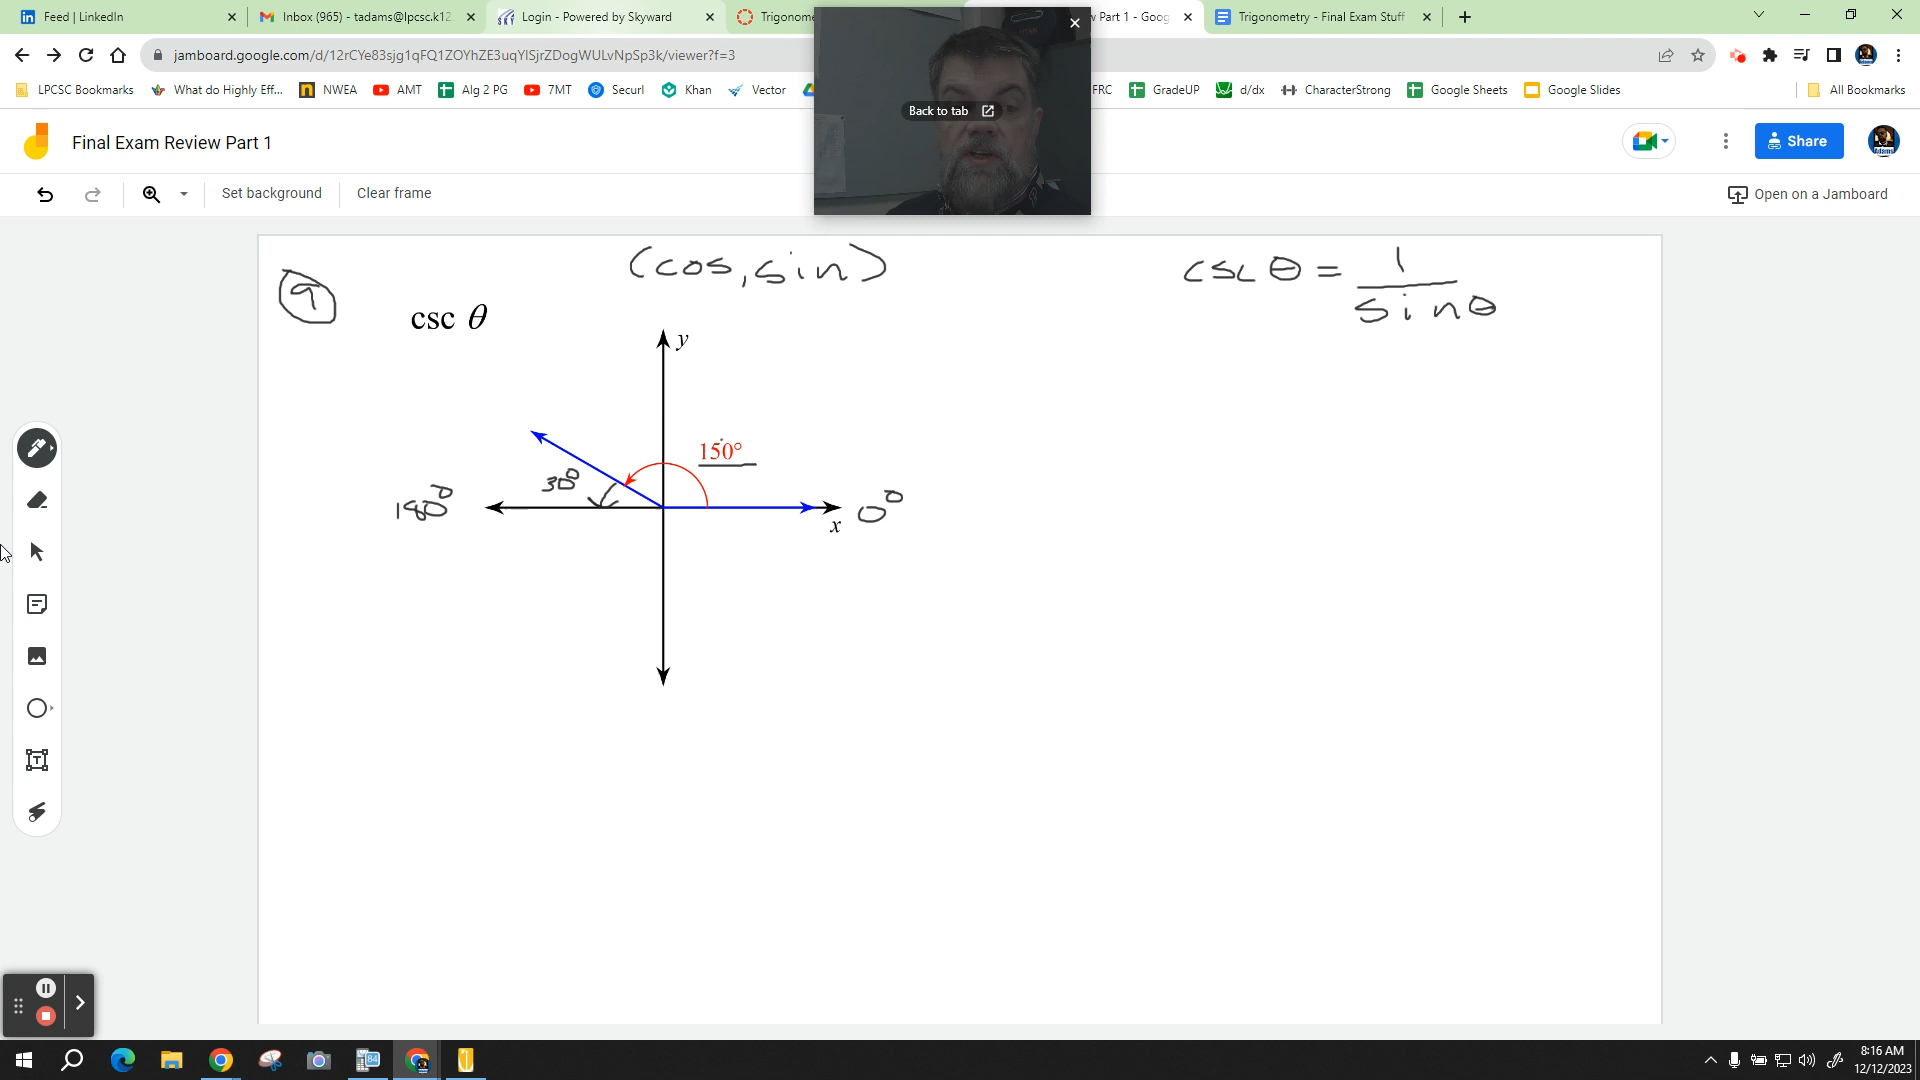 Feed | LinkedIn
Inbox (965) - tadams@lpcsc.k12
Login - Powered by Skyward
Trigonome
v Part 1 - Goog
Trigonometry - Final Exam Stuff
jamboard.google.com/d/12rCYe83sjg1qFQ1ZOYhZE3uqYISjrZDogWULvNpSp3k/viewer?f=3
LPCSC Bookmarks
What do Highly Eff...
NWEA
AMT
Alg 2 PG
7MT
Securl
Khan
Vector
FRC
GradeUP
d/dx
CharacterStrong
Google Sheets
Google Slides
All Bookmarks
Back to tab
Final Exam Review Part 1
Share
Set background
Clear frame
Open on a Jamboard
9
(cos, sin)
csc θ = 1
sin θ
csc θ
y
150°
30°
180°
0°
x
84
8:16 AM
12/12/2023